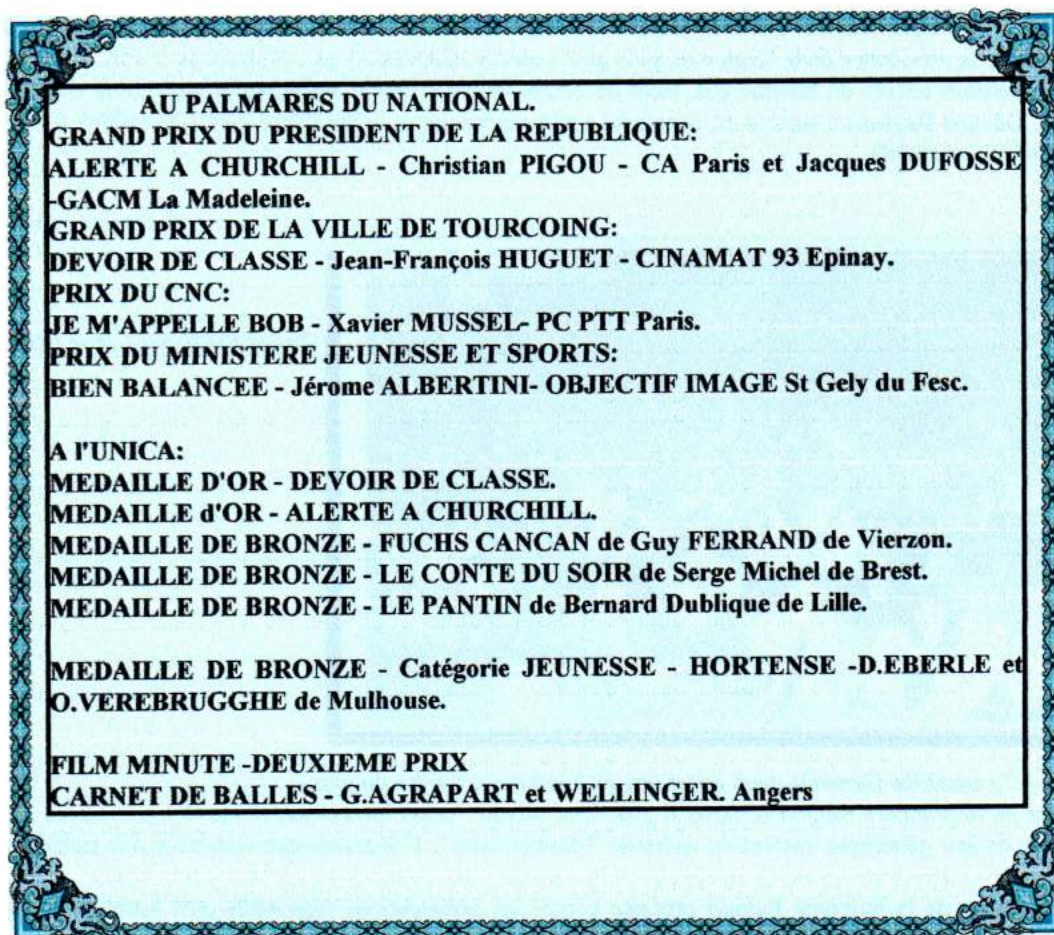 AU PALMARES DU NATIONAL.
GRAND PRIX DU PRESIDENT DE LA REPUBLIQUE:
ALERTE A CHURCHILL - Christian PIGOU - CA Paris et Jacques DUFOSSE
-GACM La Madeleine.
GRAND PRIX DE LA VILLE DE TOURCOING:
DEVOIR DE CLASSE - Jean-François HUGUET - CINAMAT 93 Epinay.
PRIX DU CNC:
JE M'APPELLE BOB - Xavier MUSSEL- PC PTT Paris.
PRIX DU MINISTERE JEUNESSE ET SPORTS:
BIEN BALANCEE - Jérome ALBERTINI- OBJECTIF IMAGE St Gely du Fesc.
A l'UNICA:
MEDAILLE D'OR - DEVOIR DE CLASSE.
MEDAILLE d'OR - ALERTE A CHURCHILL.
MEDAILLE DE BRONZE - FUCHS CANCAN de Guy FERRAND de Vierzon.
MEDAILLE DE BRONZE - LE CONTE DU SOIR de Serge Michel de Brest.
MEDAILLE DE BRONZE - LE PANTIN de Bernard Dublique de Lille.
MEDAILLE DE BRONZE - Catégorie JEUNESSE - HORTENSE -D.EBERLE et
O.VEREBRUGGHE de Mulhouse.
FILM MINUTE -DEUXIEME PRIX
CARNET DE BALLES - G.AGRAPART et WELLINGER. Angers